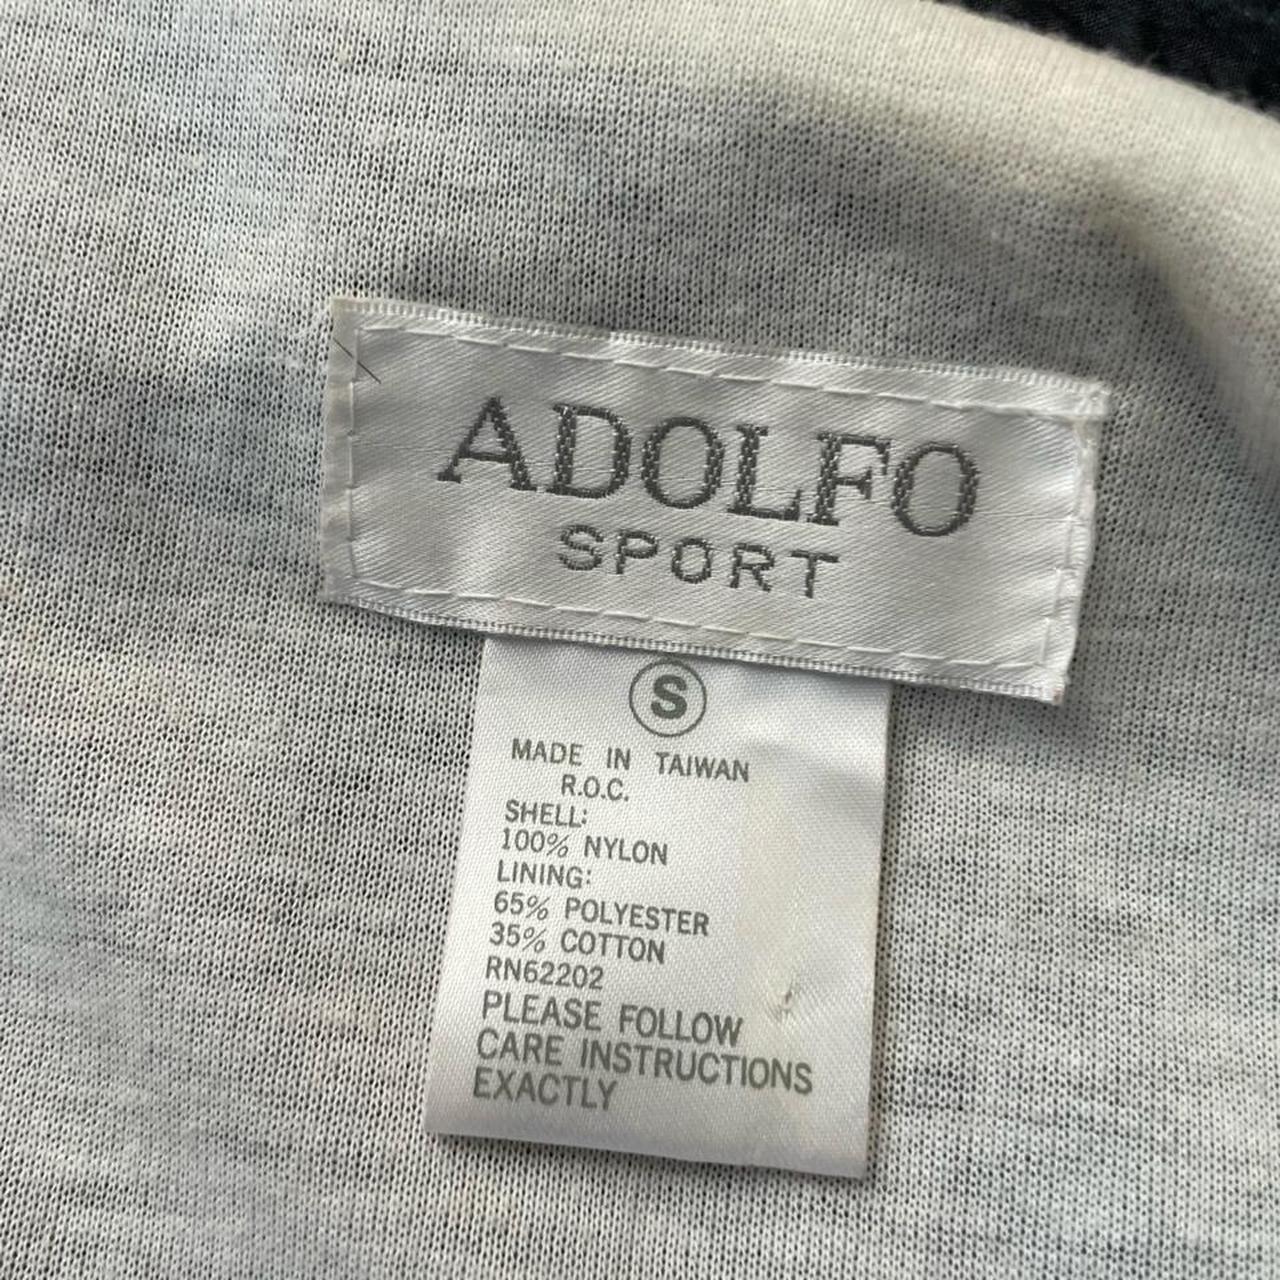 ADOLFO
SPORT
S
MADE IN TAIWAN
R.O.C.
SHELL:
100% NYLON
LINING:
65% POLYESTER
35% COTTON
RN62202
PLEASE FOLLOW
CARE INSTRUCTIONS
EXACTLY